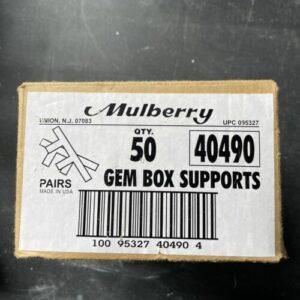 Mulberry
UNION, N.J. 07083
UPC 095327
QTY.
50
40490
PAIRS
MADE IN USA
GEM BOX SUPPORTS
100 95327 40490 4